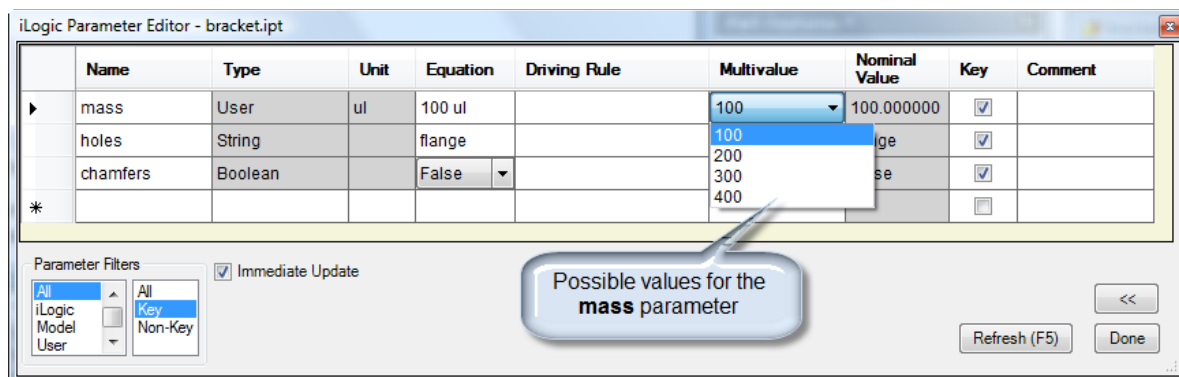 iLogic Parameter Editor - bracket.ipt
Name Type Unit Equation Driving Rule Multivalue Nominal Value Key Comment
mass User ul 100 ul 100 100.000000
holes String flange 100
chamfers Boolean False 200
300
400
Possible values for the
mass parameter
Parameter Filters
All
iLogic
Model
User
All
Key
Non-Key
Immediate Update
<<
Refresh (F5) Done